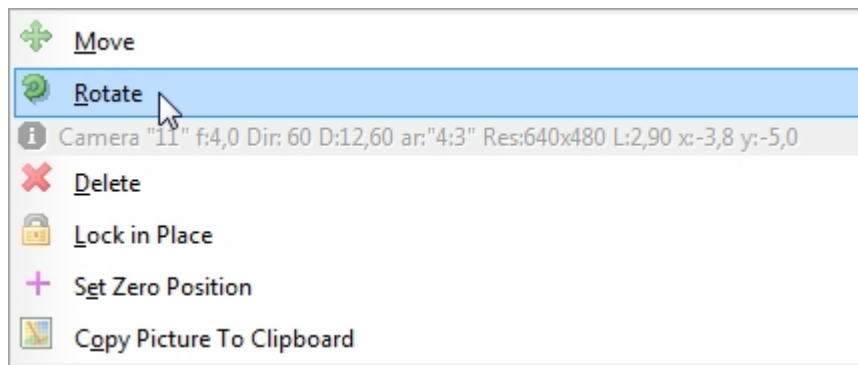 Move
Rotate
Camera "11" f:4,0 Dir: 60 D:12,60 ar:"4:3" Res:640x480 L:2,90 x:-3,8 y:-5,0
Delete
Lock in Place
Set Zero Position
Copy Picture To Clipboard